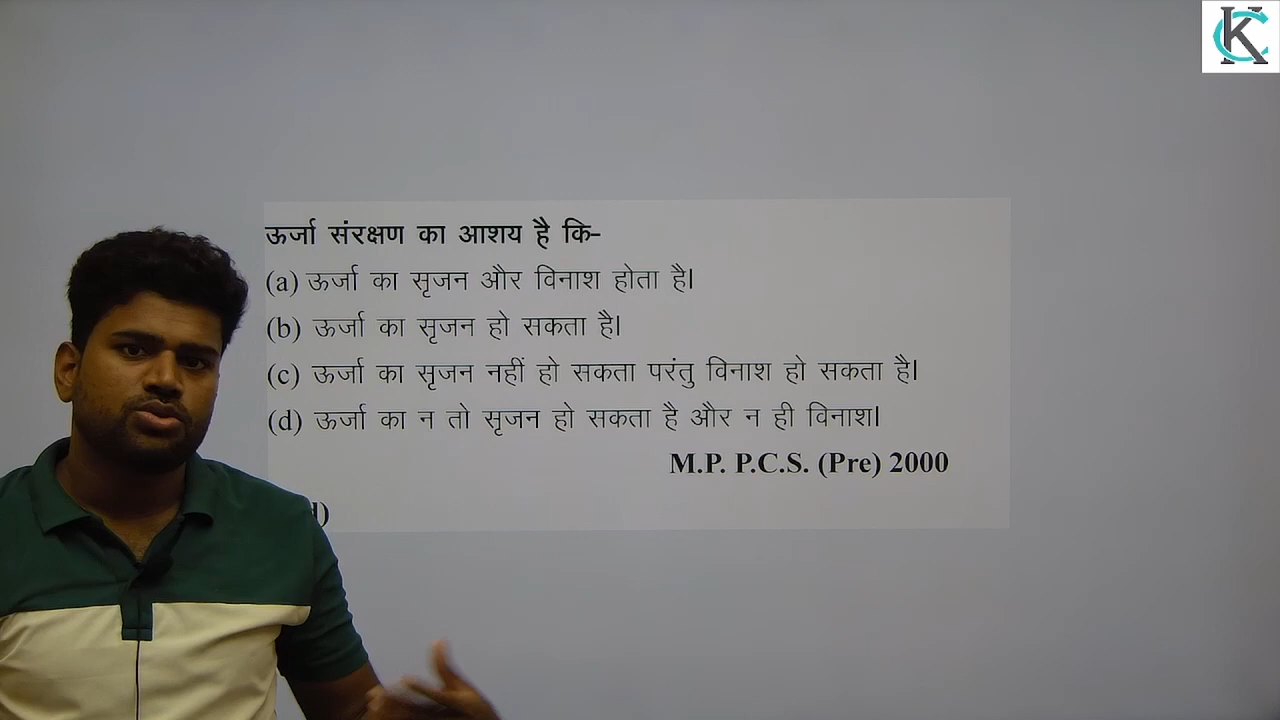 ऊर्जा संरक्षण का आशय है कि-
(a) ऊर्जा का सृजन और विनाश होता है।
(b) ऊर्जा का सृजन हो सकता है।
(c) ऊर्जा का सृजन नहीं हो सकता परंतु विनाश हो सकता है।
(d) ऊर्जा का न तो सृजन हो सकता है और न ही विनाश।
M.P. P.C.S. (Pre) 2000